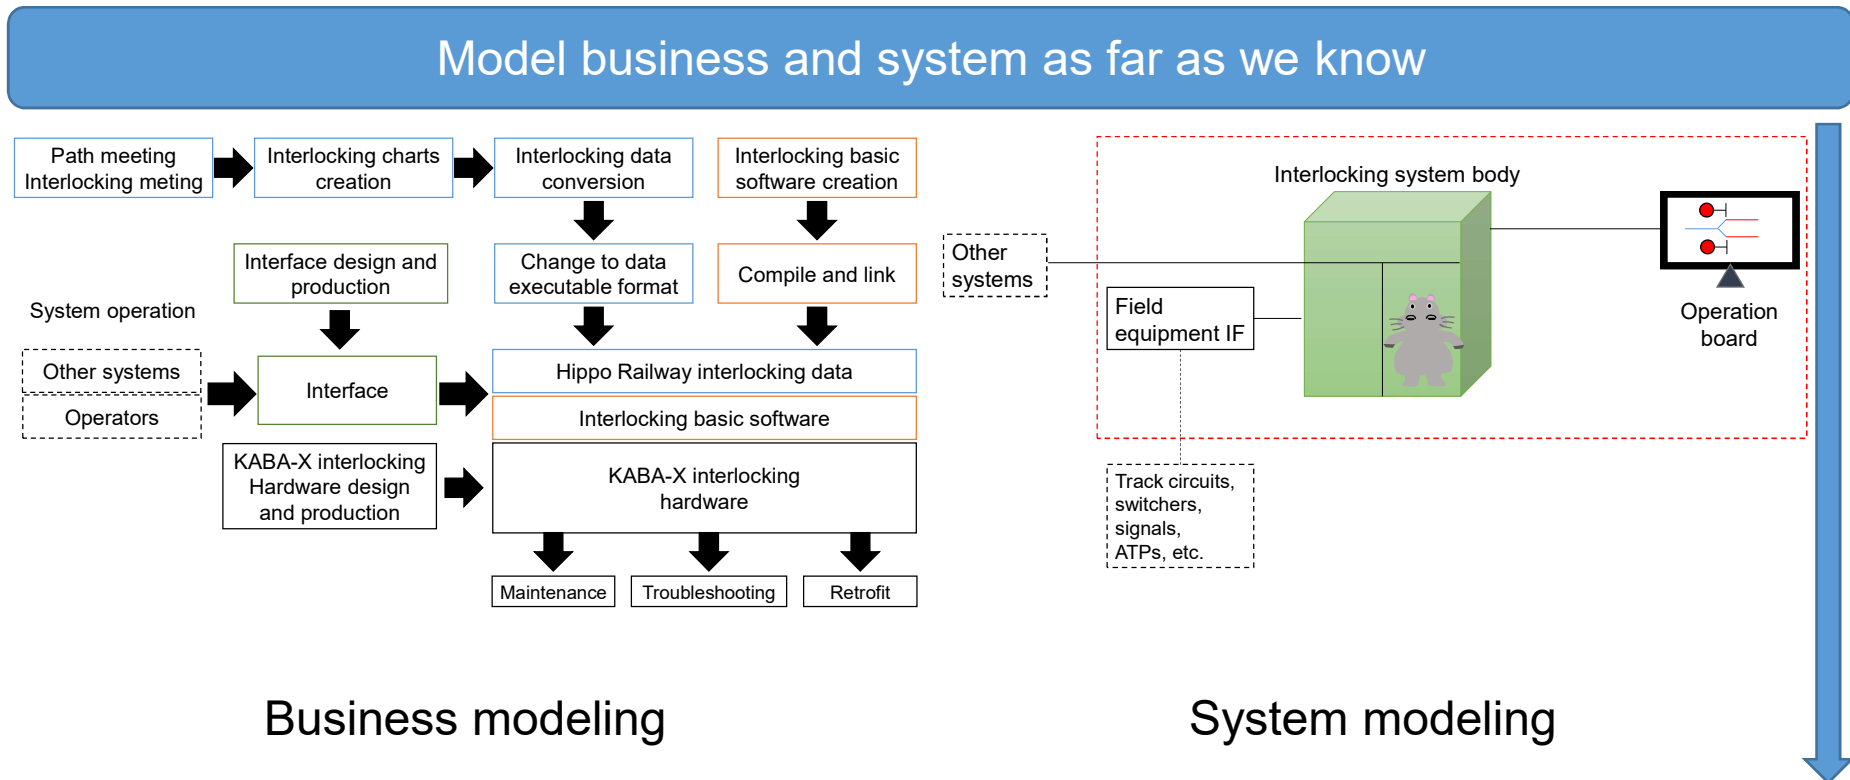 Model business and system as far as we know
Path meeting
Interlocking meting
Interlocking charts
creation
Interlocking data
conversion
Interlocking basic
software creation
Interface design and
production
Change to data
executable format
Compile and link
System operation
Other systems
Operators
Interface
Hippo Railway interlocking data
Interlocking basic software
KABA-X interlocking
Hardware design
and production
KABA-X interlocking
hardware
Maintenance
Troubleshooting
Retrofit
Business modeling
Interlocking system body
Other
systems
Field
equipment IF
Operation
board
Track circuits,
switchers,
signals,
ATPs, etc.
System modeling